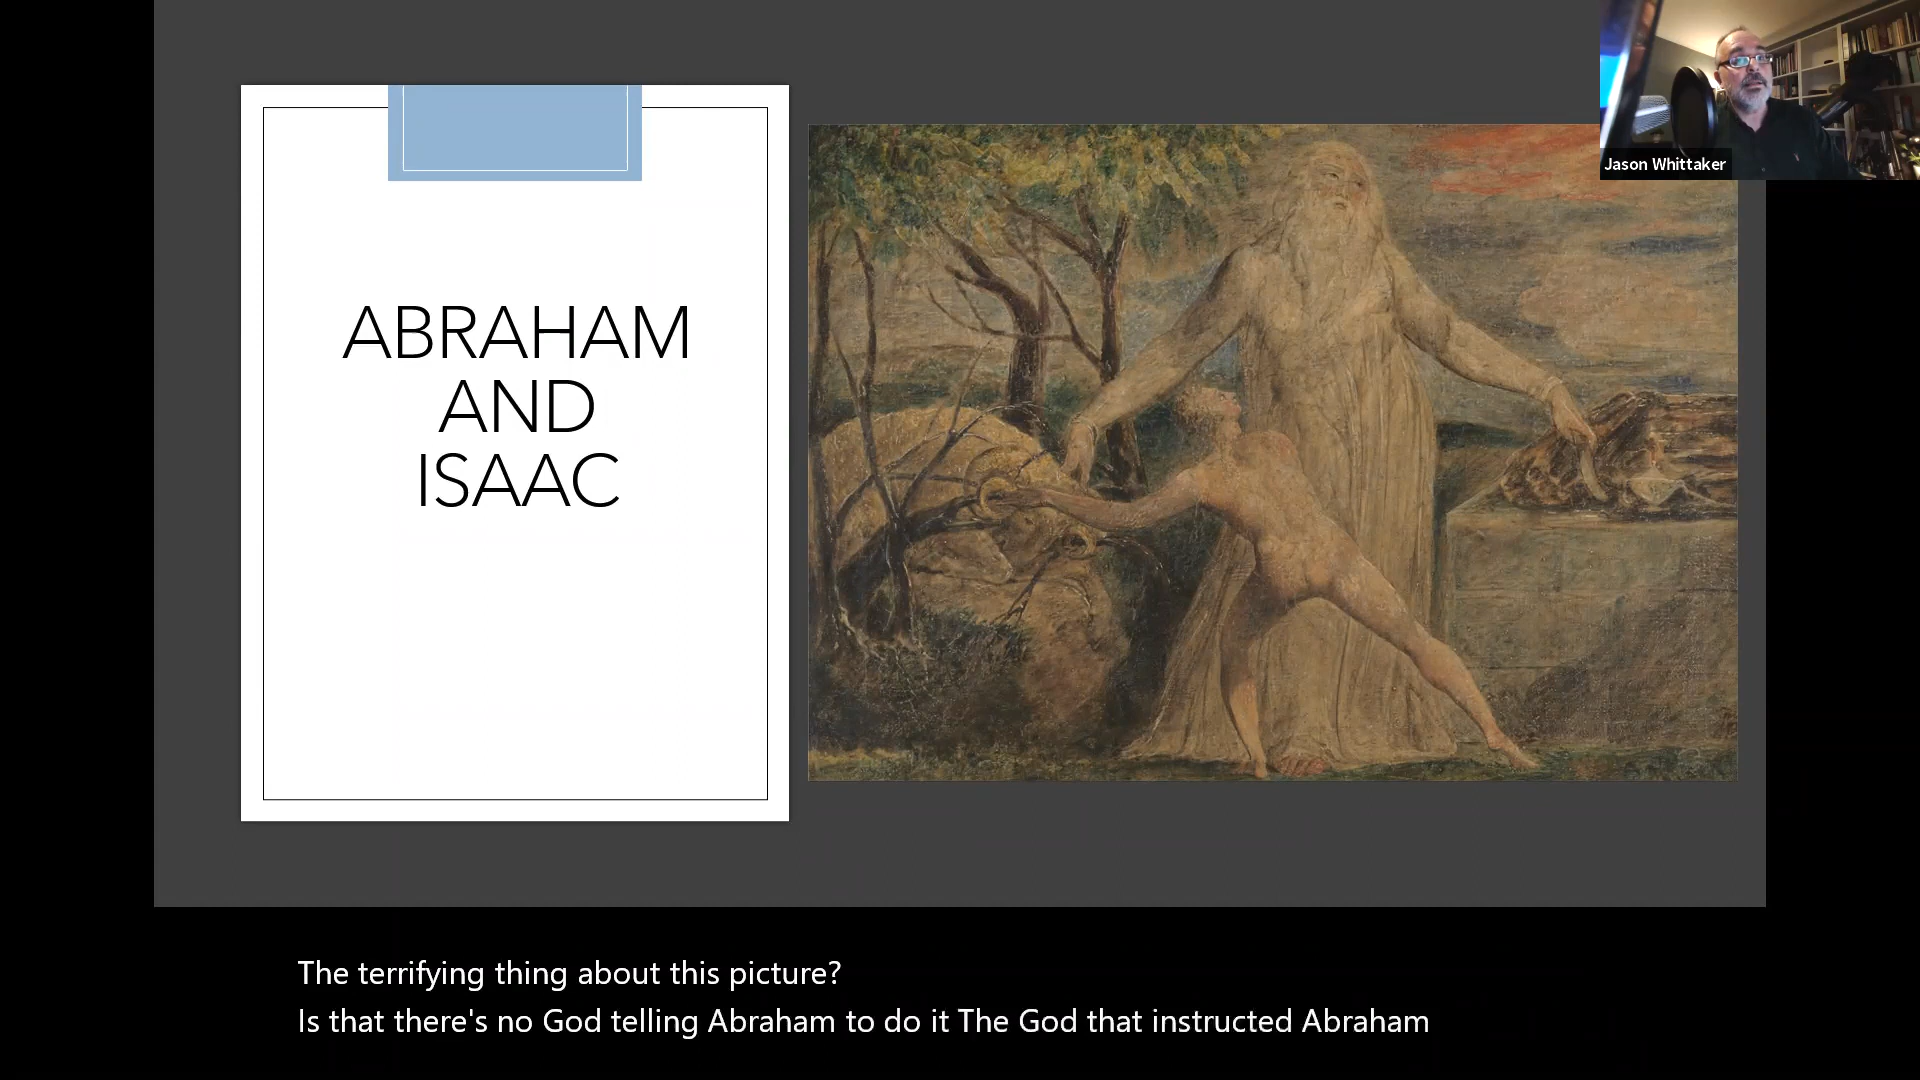 ABRAHAM
AND
ISAAC
Jason Whittaker
The terrifying thing about this picture?
Is that there's no God telling Abraham to do it The God that instructed Abraham